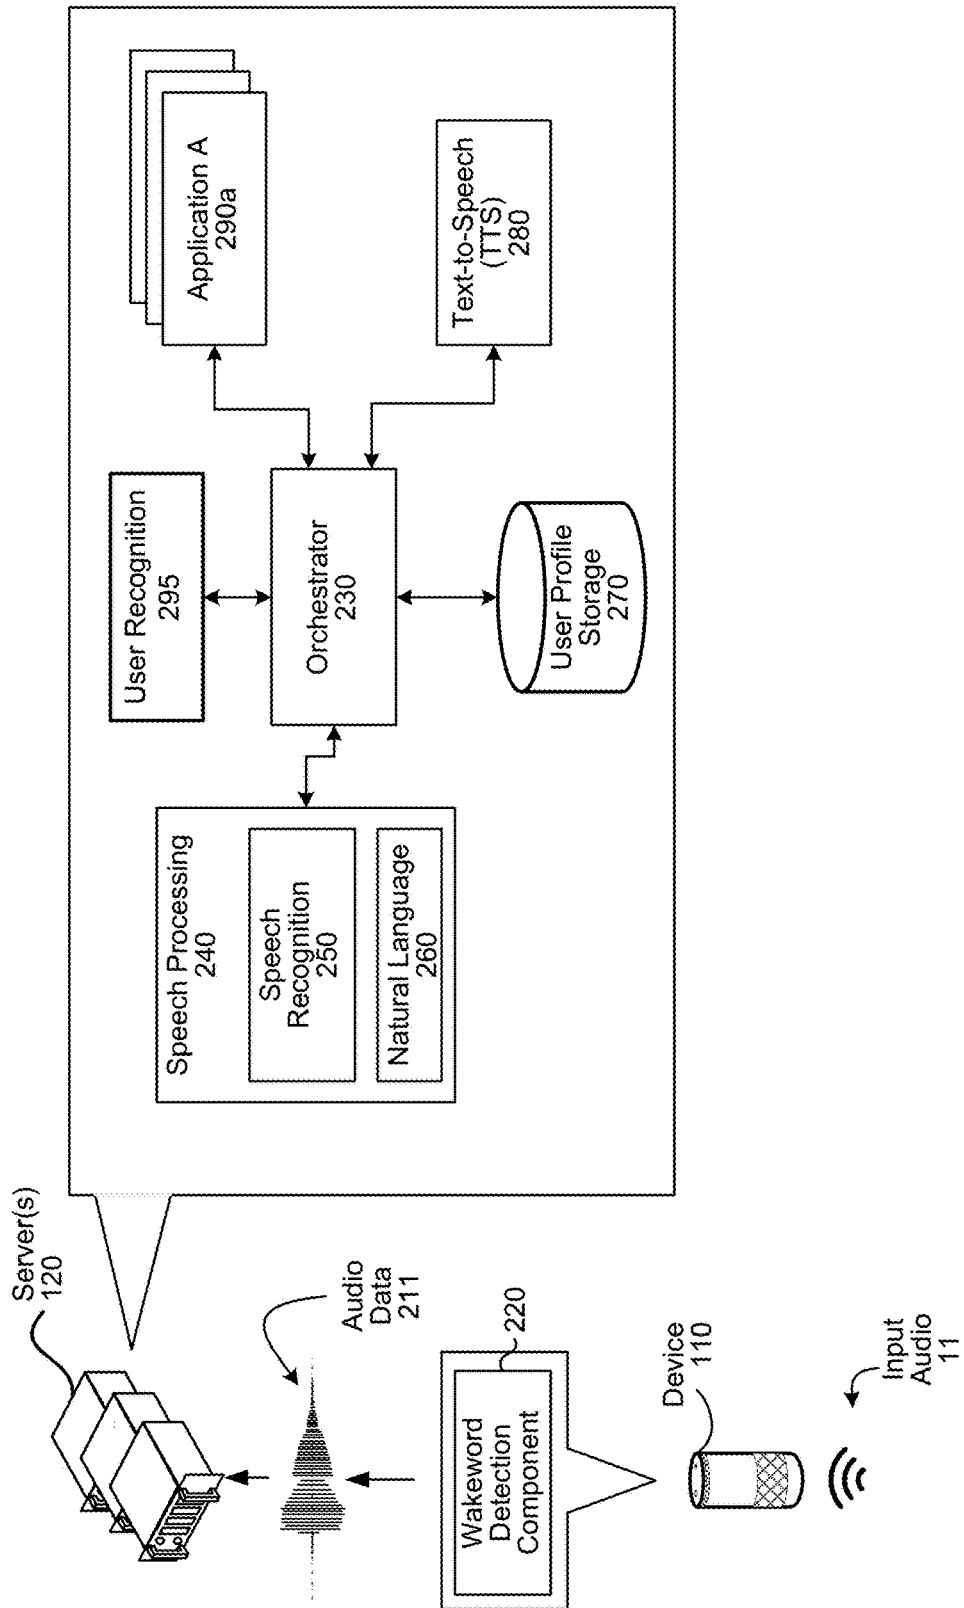 Server(s)
120
Audio
Data
211
Wakeword
Detection
Component
220
Device
110
Input
Audio
11
Speech Processing
240
Speech
Recognition
250
Natural Language
260
User Recognition
295
Orchestrator
230
User Profile
Storage
270
Application A
290a
Text-to-Speech
(TTS)
280